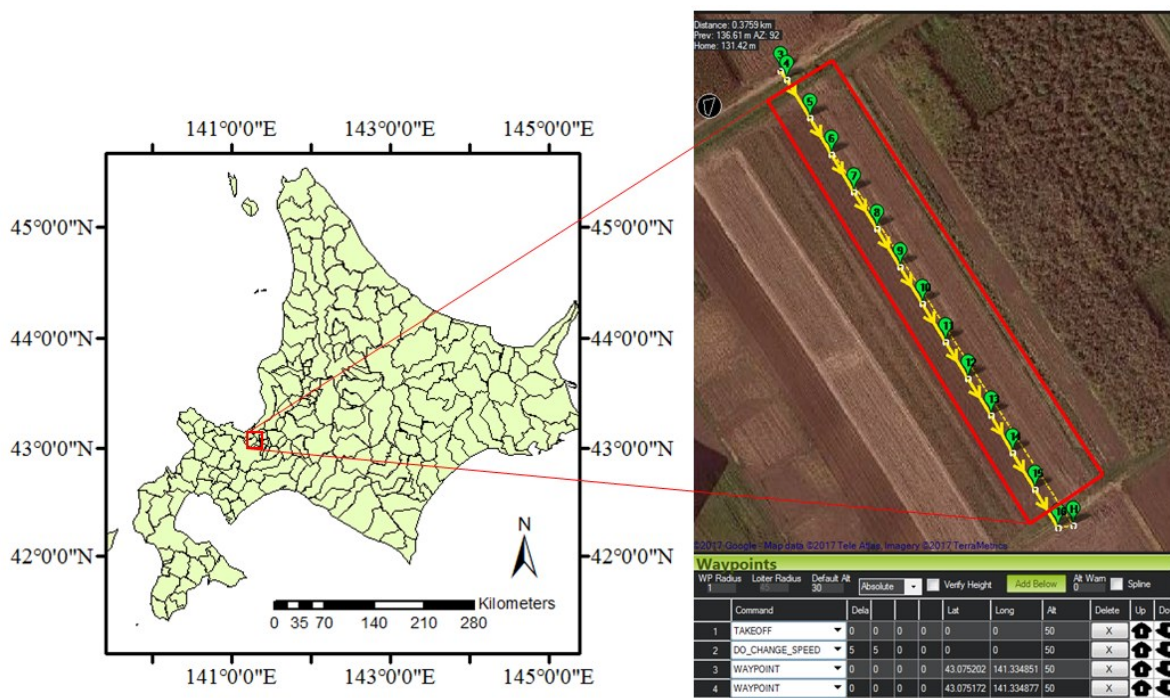 141°0'0"E 143°0'0"E 145°0'0"E
45°0'0"N 45°0'0"N
44°0'0"N 44°0'0"N
43°0'0"N 43°0'0"N
42°0'0"N 42°0'0"N
N
Kilometers
0 35 70 140 210 280
141°0'0"E 143°0'0"E 145°0'0"E
Distance: 0.3759 km
Prev: 136.61 m AZ: 92
Home: 131.42 m
3
4
5
6
7
8
9
10
11
12
13
14
15
16 H
©2017 Google - Map data ©2017 Tele Atlas, Imagery ©2017 TerraMetrics
Waypoints
WP Radius Loiter Radius Default Alt
1 45 30 Absolute Verify Height Add Below Alt Warn 0 Spline
Command Dela Lat Long Alt Delete Up Do
1 TAKEOFF 0 0 0 0 0 0 50 X
2 DO_CHANGE_SPEED 5 5 0 0 0 0 50 X
3 WAYPOINT 0 0 0 0 43.075202 141.334851 50 X
4 WAYPOINT 0 0 0 0 43.075172 141.334877 50 X